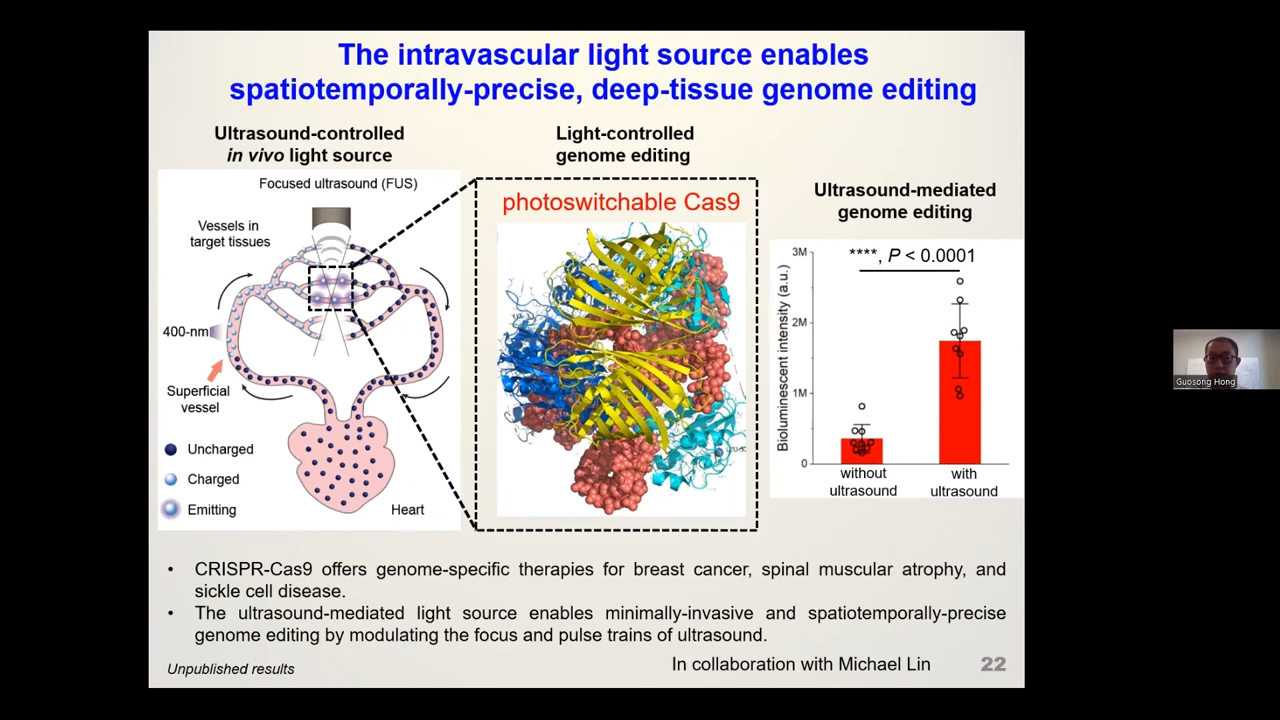 The intravascular light source enables
spatiotemporally-precise, deep-tissue genome editing
Ultrasound-controlled
in vivo light source
Focused ultrasound (FUS)
Vessels in
target tissues
400-nm
Superficial
vessel
Uncharged
Charged
Emitting
Heart
Light-controlled
genome editing
photoswitchable Cas9
Ultrasound-mediated
genome editing
****, P < 0.0001
Bioluminescent intensity (a.u.)
3M
2M
1M
0
without
ultrasound
with
ultrasound
• CRISPR-Cas9 offers genome-specific therapies for breast cancer, spinal muscular atrophy, and
sickle cell disease.
• The ultrasound-mediated light source enables minimally-invasive and spatiotemporally-precise
genome editing by modulating the focus and pulse trains of ultrasound.
Unpublished results
In collaboration with Michael Lin
22
Guosong Hong